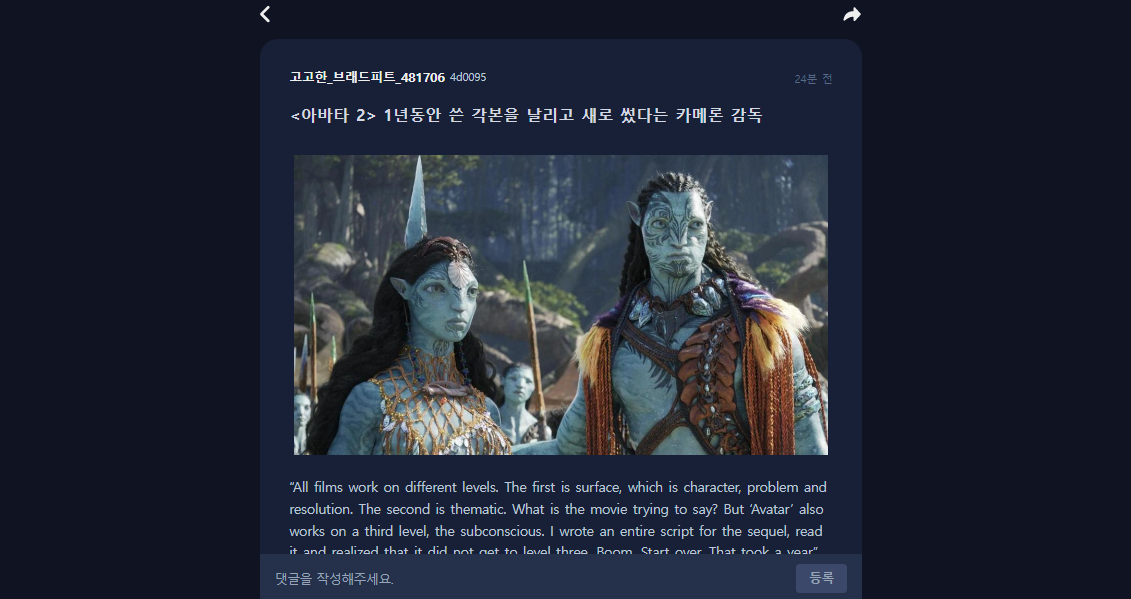 고고한_브래드피트_481706 4d0095
24분 전
<아바타 2> 1년동안 쓴 각본을 날리고 새로 썼다는 카메론 감독
“All films work on different levels. The first is surface, which is character, problem and
resolution. The second is thematic. What is the movie trying to say? But ‘Avatar’ also
works on a third level, the subconscious. I wrote an entire script for the sequel, read
it and realized that it did not get to level three. Boom. Start over. That took a year”
댓글을 작성해주세요.
등록